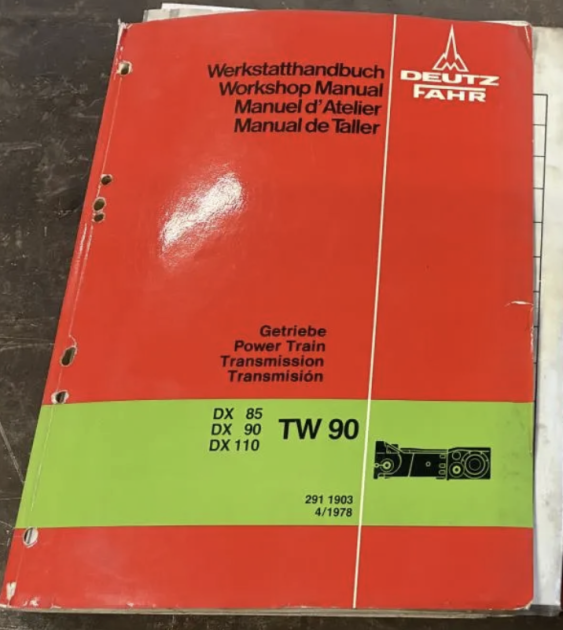 Werkstatthandbuch
Workshop Manual
Manuel d'Atelier
Manual de Taller
DEUTZ
FAHR
Getriebe
Power Train
Transmission
Transmisión
DX 85
DX 90
DX 110
TW 90
291 1903
4/1978